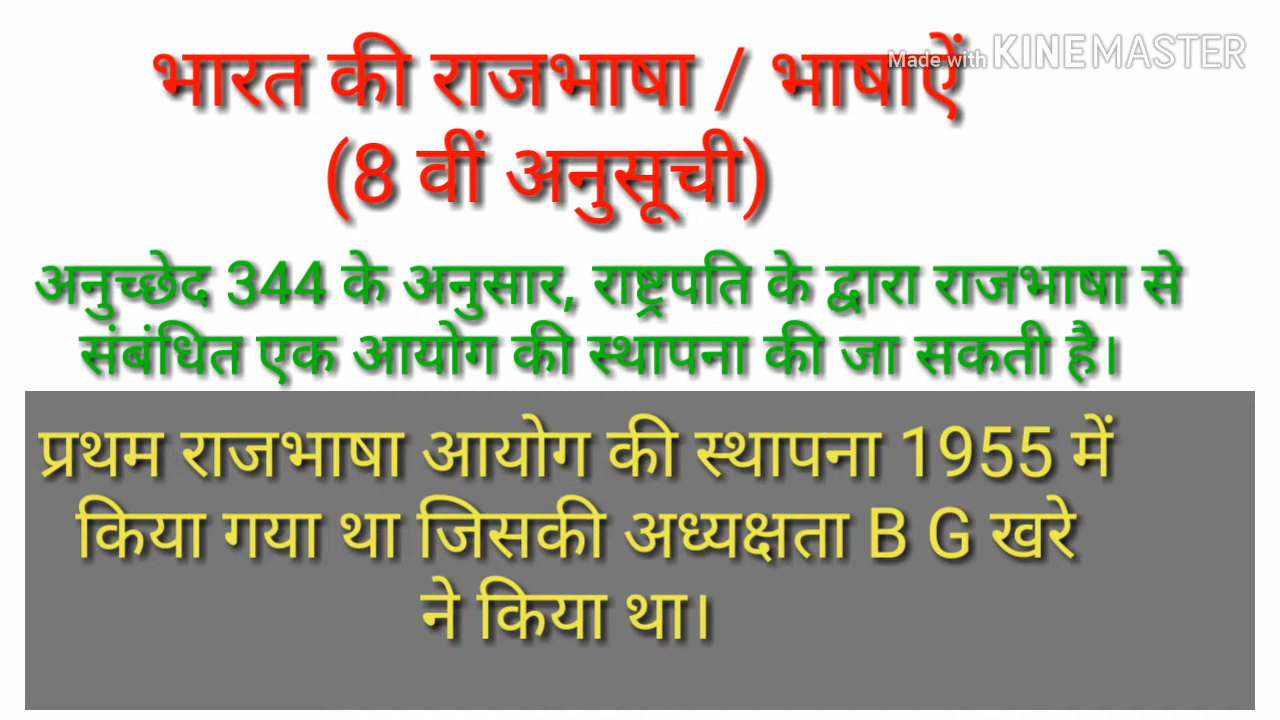 भारत की राजभाषा / भाषाऐं
Made with KINEMASTER
(8 वीं अनुसूची)
अनुच्छेद 344 के अनुसार, राष्ट्रपति के द्वारा राजभाषा से
संबंधित एक आयोग की स्थापना की जा सकती है।
प्रथम राजभाषा आयोग की स्थापना 1955 में
किया गया था जिसकी अध्यक्षता B G खरे
ने किया था।